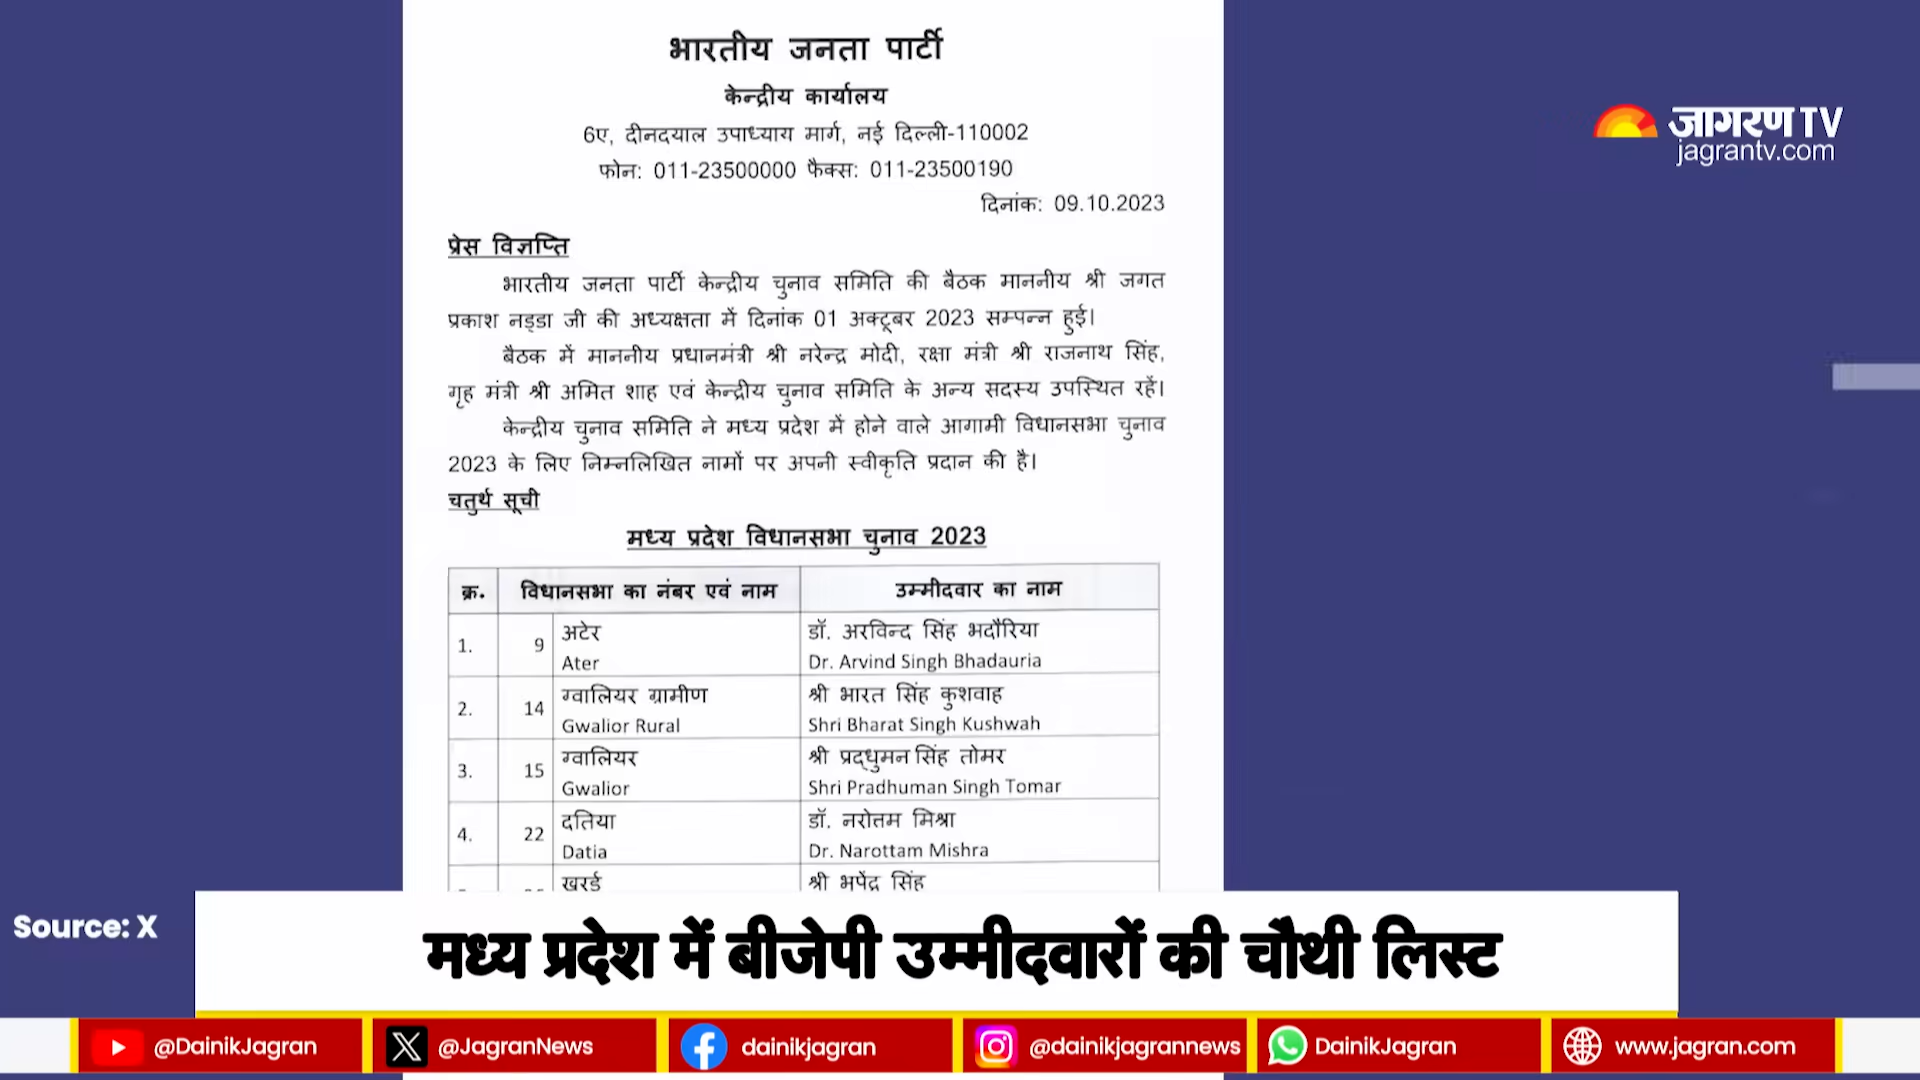 भारतीय जनता पार्टी
केन्द्रीय कार्यालय
6ए, दीनदयाल उपाध्याय मार्ग, नई दिल्ली-110002
फोन: 011-23500000 फैक्स: 011-23500190
दिनांक: 09.10.2023
जागरण TV
jagrantv.com
प्रेस विज्ञप्ति
भारतीय जनता पार्टी केन्द्रीय चुनाव समिति की बैठक माननीय श्री जगत
प्रकाश नड्डा जी की अध्यक्षता में दिनांक 01 अक्टूबर 2023 सम्पन्न हुई।
बैठक में माननीय प्रधानमंत्री श्री नरेन्द्र मोदी, रक्षा मंत्री श्री राजनाथ सिंह,
गृह मंत्री श्री अमित शाह एवं केन्द्रीय चुनाव समिति के अन्य सदस्य उपस्थित रहें।
केन्द्रीय चुनाव समिति ने मध्य प्रदेश में होने वाले आगामी विधानसभा चुनाव
2023 के लिए निम्नलिखित नामों पर अपनी स्वीकृति प्रदान की है।
चतुर्थ सूची
मध्य प्रदेश विधानसभा चुनाव 2023
क्र. विधानसभा का नंबर एवं नाम उम्मीदवार का नाम
1. 9 अटेर डॉ. अरविन्द सिंह भदौरिया
Ater Dr. Arvind Singh Bhadauria
2. 14 ग्वालियर ग्रामीण श्री भारत सिंह कुशवाह
Gwalior Rural Shri Bharat Singh Kushwah
3. 15 ग्वालियर श्री प्रद्धुमन सिंह तोमर
Gwalior Shri Pradhuman Singh Tomar
4. 22 दतिया डॉ. नरोत्तम मिश्रा
Datia Dr. Narottam Mishra
श्री भूपेंद्र सिंह
Source: X
मध्य प्रदेश में बीजेपी उम्मीदवारों की चौथी लिस्ट
@DainikJagran @JagranNews dainikjagran @dainikjagrannews DainikJagran www.jagran.com